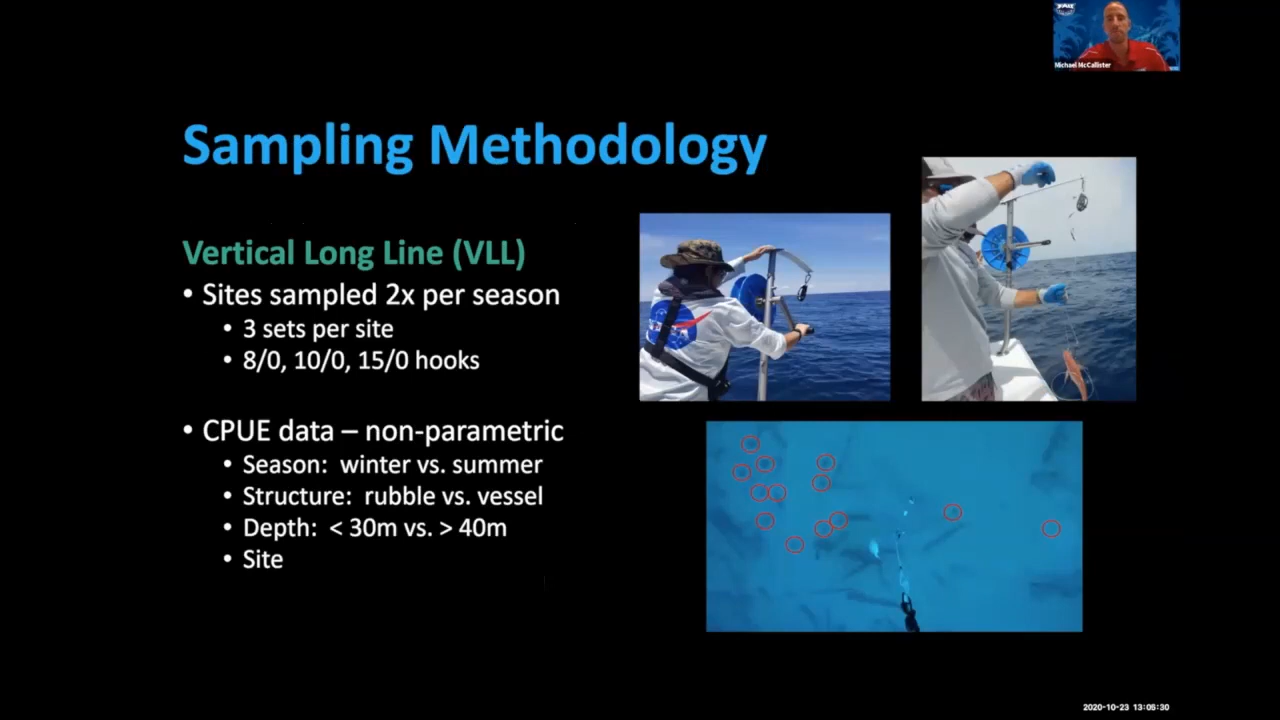 Michael McCallister
Sampling Methodology
Vertical Long Line (VLL)
• Sites sampled 2x per season
• 3 sets per site
• 8/0, 10/0, 15/0 hooks
• CPUE data – non-parametric
• Season: winter vs. summer
• Structure: rubble vs. vessel
• Depth: < 30m vs. > 40m
• Site
2020-10-23 13:06:30